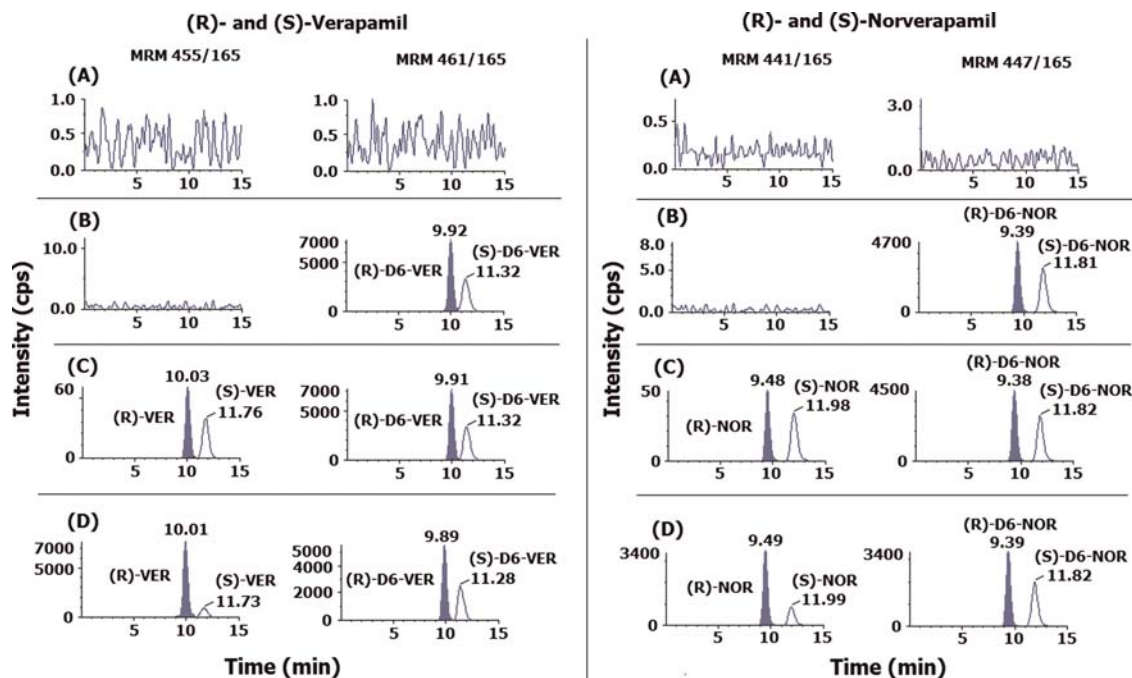 (R)- and (S)-Verapamil
MRM 455/165
MRM 461/165
(A)
1.0
0.5
0.0
5 10 15
1.0
0.5
0.0
5 10 15
(B)
10.0
0.0
5 10 15
9.92
7000
5000
0
(R)-D6-VER
(S)-D6-VER
11.32
5 10 15
(C)
10.03
60
0
(R)-VER
(S)-VER
11.76
5 10 15
9.91
7000
5000
0
(R)-D6-VER
(S)-D6-VER
11.32
5 10 15
(D)
10.01
7000
5000
0
(R)-VER
(S)-VER
11.73
5 10 15
9.89
5000
4000
2000
0
(R)-D6-VER
(S)-D6-VER
11.28
5 10 15
Intensity (cps)
Time (min)
(R)- and (S)-Norverapamil
MRM 441/165
MRM 447/165
(A)
0.5
0.0
5 10 15
3.0
0.0
5 10 15
(B)
8.0
5.0
0.0
5 10 15
(R)-D6-NOR
9.39
4700
0
(S)-D6-NOR
11.81
5 10 15
(C)
9.48
50
0
(R)-NOR
(S)-NOR
11.98
5 10 15
(R)-D6-NOR
9.38
4500
0
(S)-D6-NOR
11.82
5 10 15
(D)
9.49
3400
0
(R)-NOR
(S)-NOR
11.99
5 10 15
(R)-D6-NOR
9.39
3400
0
(S)-D6-NOR
11.82
5 10 15
Intensity (cps)
Time (min)